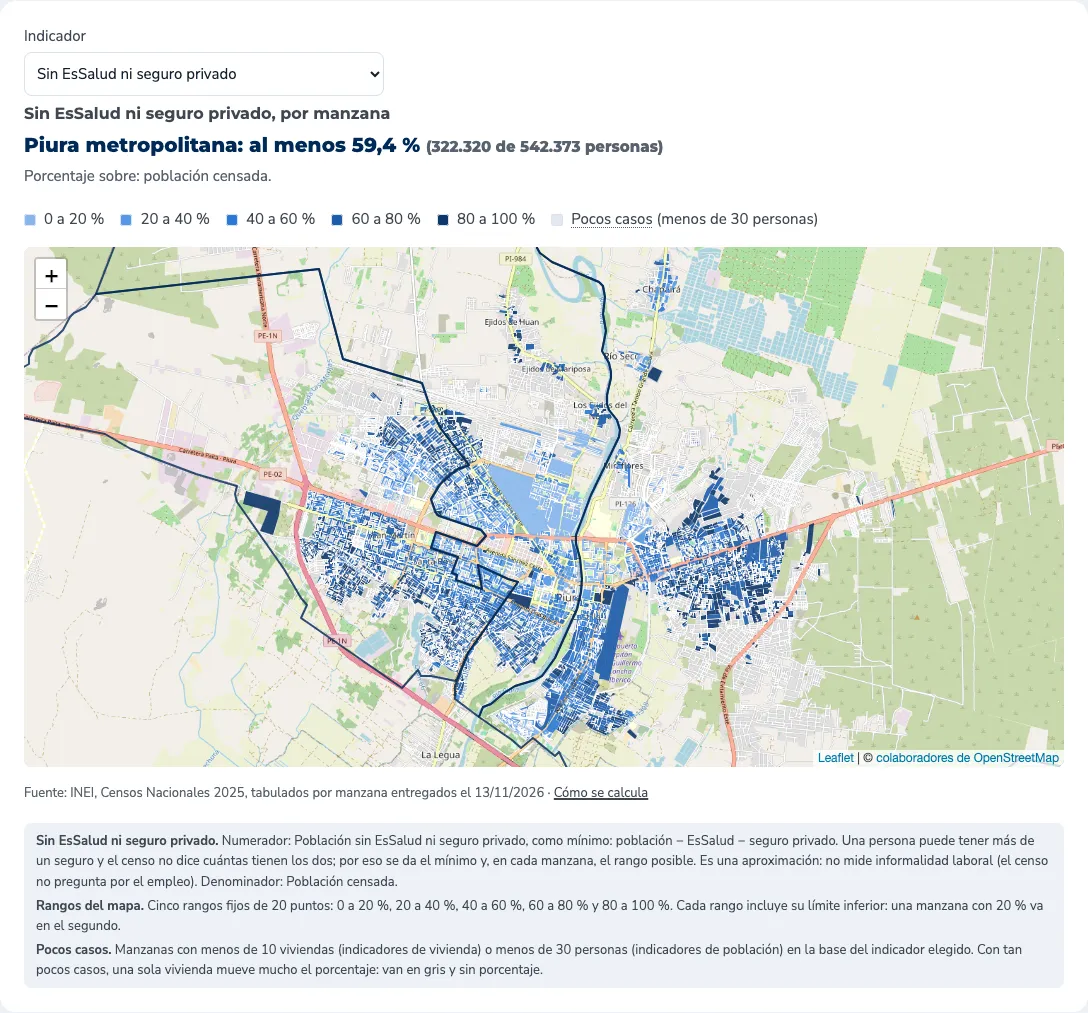 Indicador
Sin EsSalud ni seguro privado
Sin EsSalud ni seguro privado, por manzana
Piura metropolitana: al menos 59,4 % (322.320 de 542.373 personas)
Porcentaje sobre: población censada.
0 a 20 % 20 a 40 % 40 a 60 % 60 a 80 % 80 a 100 % Pocos casos (menos de 30 personas)
+
−
PI-984
Chapairá
Ejidos de Huan
PE-1N
Río Seco
Ejidos de Mariposa
Los Ejidos del
Carretera Paita - Piura
Miraflores
PE-02
PI-1
Piura
PE-1N
La Legua
Leaflet | © colaboradores de OpenStreetMap
Fuente: INEI, Censos Nacionales 2025, tabulados por manzana entregados el 13/11/2026 · Cómo se calcula
Sin EsSalud ni seguro privado. Numerador: Población sin EsSalud ni seguro privado, como mínimo: población − EsSalud − seguro privado. Una persona puede tener más de
un seguro y el censo no dice cuántas tienen los dos; por eso se da el mínimo y, en cada manzana, el rango posible. Es una aproximación: no mide informalidad laboral (el censo
no pregunta por el empleo). Denominador: Población censada.
Rangos del mapa. Cinco rangos fijos de 20 puntos: 0 a 20 %, 20 a 40 %, 40 a 60 %, 60 a 80 % y 80 a 100 %. Cada rango incluye su límite inferior: una manzana con 20 % va
en el segundo.
Pocos casos. Manzanas con menos de 10 viviendas (indicadores de vivienda) o menos de 30 personas (indicadores de población) en la base del indicador elegido. Con tan
pocos casos, una sola vivienda mueve mucho el porcentaje: van en gris y sin porcentaje.